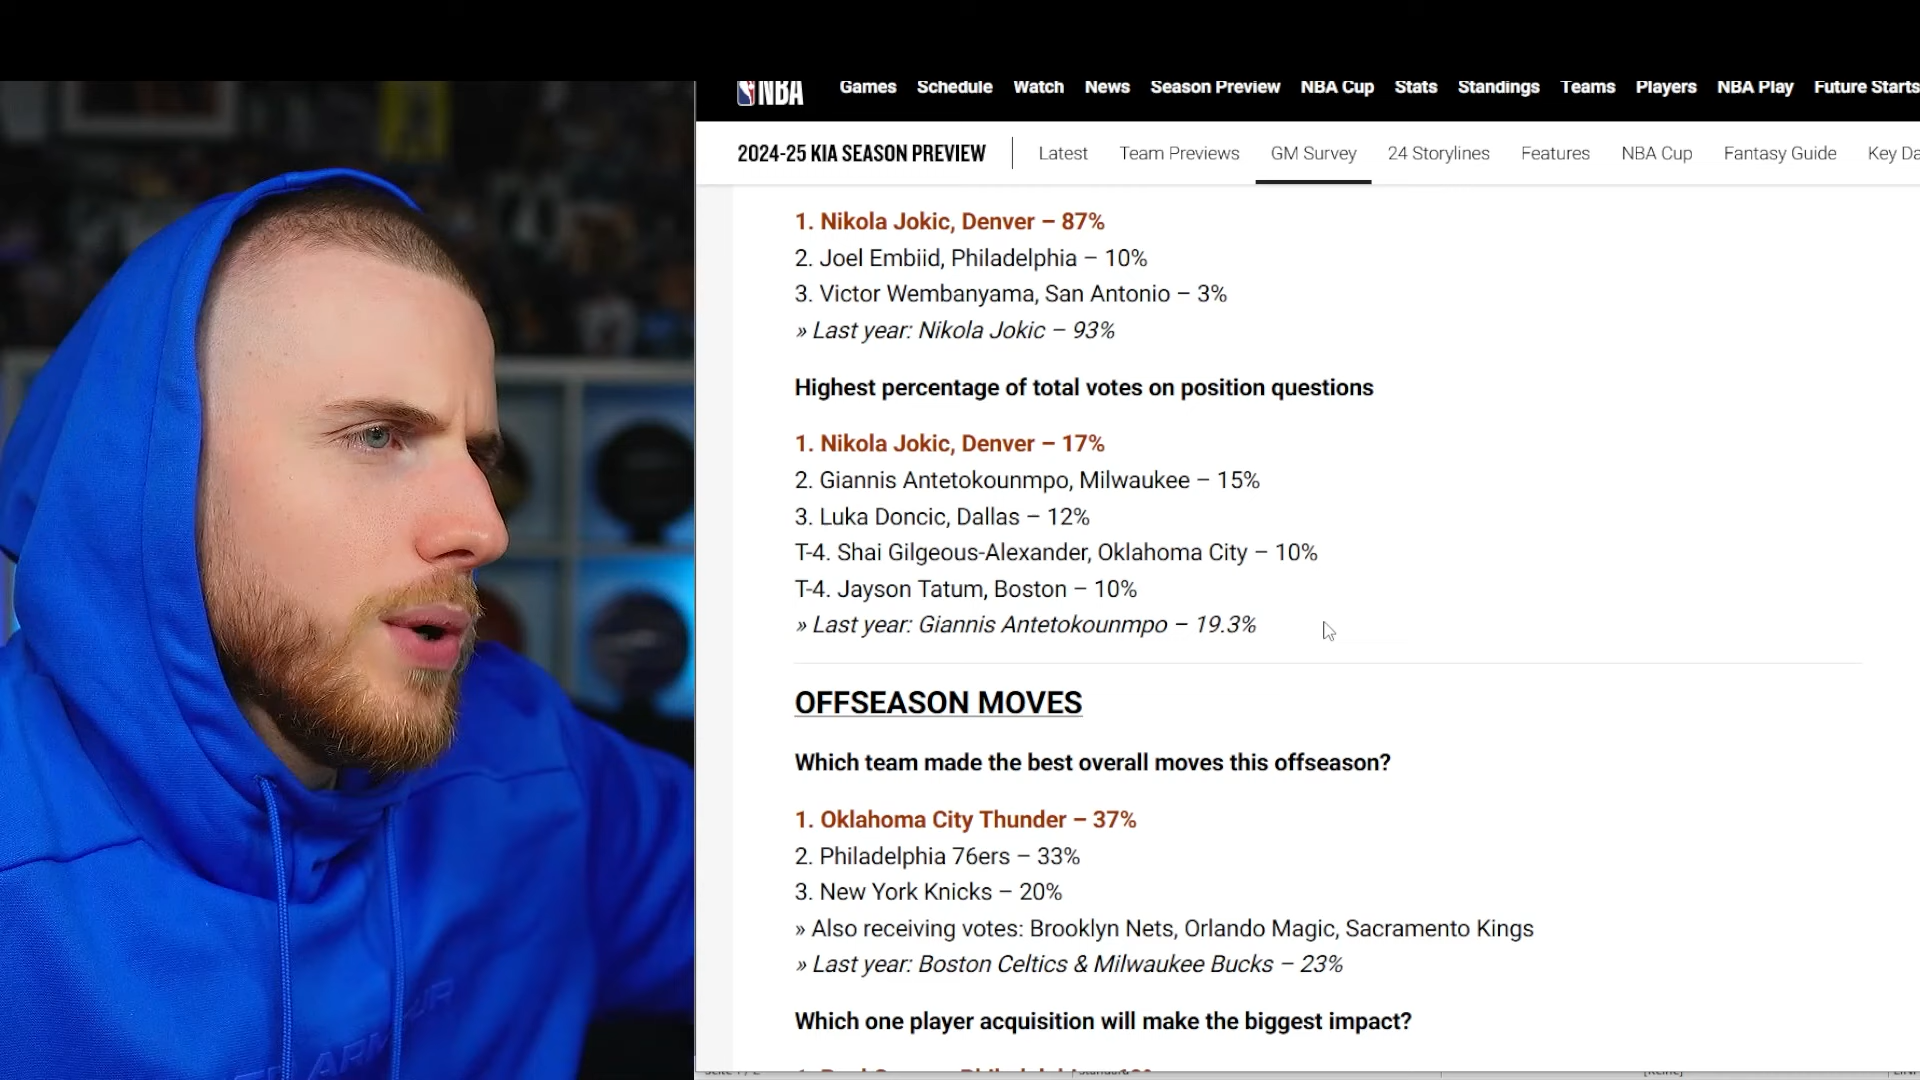 NBA Games Schedule Watch News Season Preview NBA Cup Stats Standings Teams Players NBA Play Future Starts
2024-25 KIA SEASON PREVIEW Latest Team Previews GM Survey 24 Storylines Features NBA Cup Fantasy Guide Key Da
1. Nikola Jokic, Denver – 87%
2. Joel Embiid, Philadelphia – 10%
3. Victor Wembanyama, San Antonio – 3%
» Last year: Nikola Jokic – 93%
Highest percentage of total votes on position questions
1. Nikola Jokic, Denver – 17%
2. Giannis Antetokounmpo, Milwaukee – 15%
3. Luka Doncic, Dallas – 12%
T-4. Shai Gilgeous-Alexander, Oklahoma City – 10%
T-4. Jayson Tatum, Boston – 10%
» Last year: Giannis Antetokounmpo – 19.3%
OFFSEASON MOVES
Which team made the best overall moves this offseason?
1. Oklahoma City Thunder – 37%
2. Philadelphia 76ers – 33%
3. New York Knicks – 20%
» Also receiving votes: Brooklyn Nets, Orlando Magic, Sacramento Kings
» Last year: Boston Celtics & Milwaukee Bucks – 23%
Which one player acquisition will make the biggest impact?